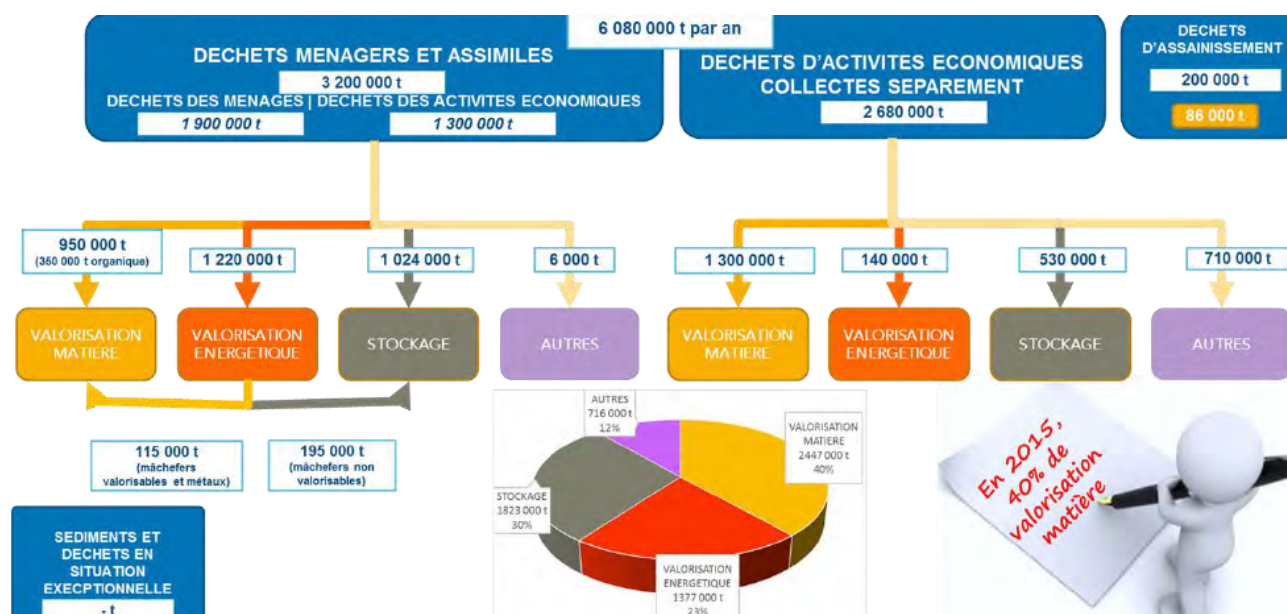 6 080 000 t par an
DECHETS MENAGERS ET ASSIMILES
3 200 000 t
DECHETS DES MENAGES | DECHETS DES ACTIVITES ECONOMIQUES
1 900 000 t
1 300 000 t
DECHETS D'ACTIVITES ECONOMIQUES
COLLECTES SEPAREMENT
2 680 000 t
DECHETS
D'ASSAINISSEMENT
200 000 t
86 000 t
950 000 t
(350 000 t organique)
1 220 000 t
1 024 000 t
6 000 t
1 300 000 t
140 000 t
530 000 t
710 000 t
VALORISATION
MATIERE
VALORISATION
ENERGETIQUE
STOCKAGE
AUTRES
VALORISATION
MATIERE
VALORISATION
ENERGETIQUE
STOCKAGE
AUTRES
115 000 t
(mâchefers
valorisables et métaux)
195 000 t
(mâchefers non
valorisables)
AUTRES
716 000 t
12%
VALORISATION
MATIERE
2447 000 t
40%
STOCKAGE
1823 000 t
30%
VALORISATION
ENERGETIQUE
1377 000 t
23%
En 2015,
40% de
valorisation
matière
SEDIMENTS ET
DECHETS EN
SITUATION
EXECPTIONNELLE
- t